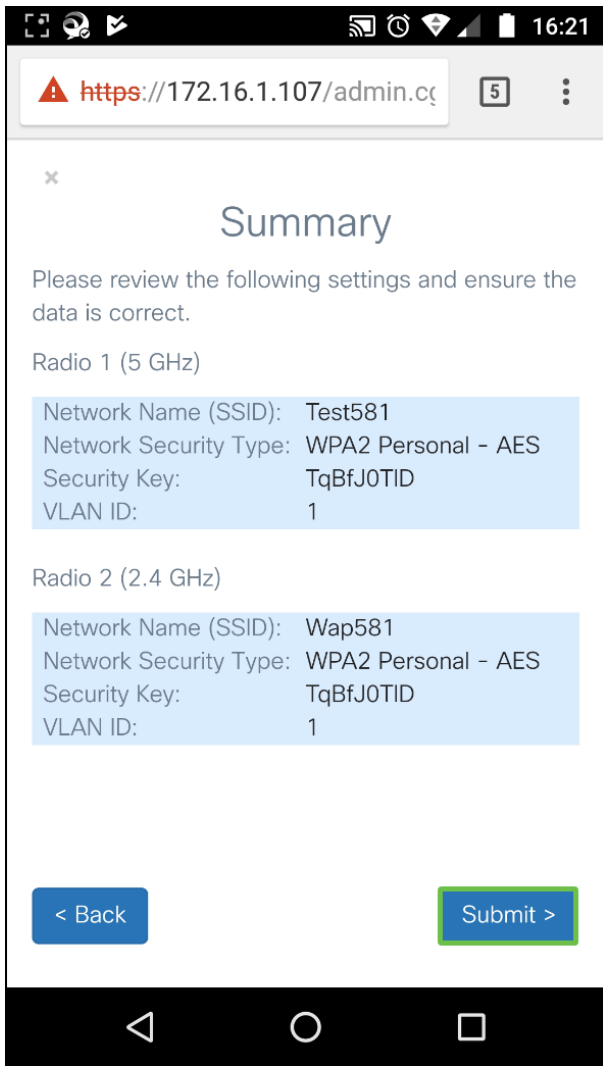 16:21
https://172.16.1.107/admin.cg
5
×
Summary
Please review the following settings and ensure the
data is correct.
Radio 1 (5 GHz)
Network Name (SSID): Test581
Network Security Type: WPA2 Personal - AES
Security Key: TqBfJ0TlD
VLAN ID: 1
Radio 2 (2.4 GHz)
Network Name (SSID): Wap581
Network Security Type: WPA2 Personal - AES
Security Key: TqBfJ0TlD
VLAN ID: 1
< Back
Submit >